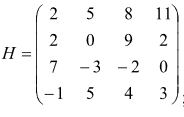 H = ( 2 5 8 11
2 0 9 2
7 −3 −2 0
−1 5 4 3 ) ;